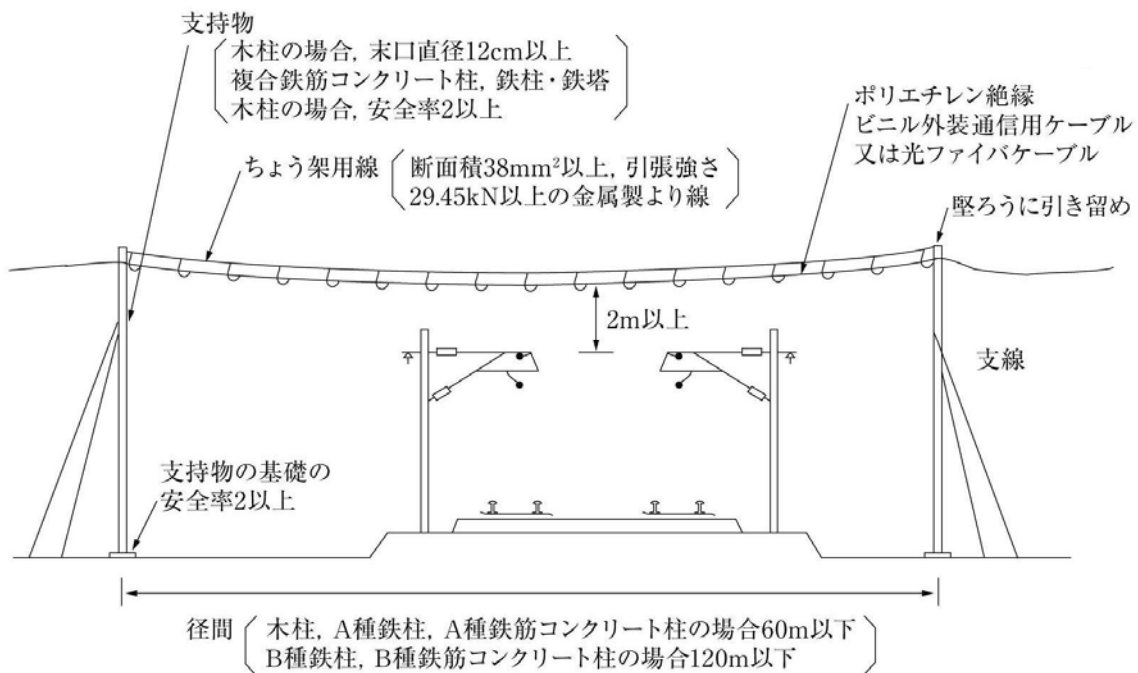 支持物
木柱の場合, 末口直径12cm以上
複合鉄筋コンクリート柱, 鉄柱・鉄塔
木柱の場合, 安全率2以上
ポリエチレン絶縁
ビニル外装通信用ケーブル
又は光ファイバケーブル
ちょう架用線
断面積38mm²以上, 引張強さ
29.45kN以上の金属製より線
堅ろうに引き留め
2m以上
支線
支持物の基礎の
安全率2以上
径間
木柱, A種鉄柱, A種鉄筋コンクリート柱の場合60m以下
B種鉄柱, B種鉄筋コンクリート柱の場合120m以下